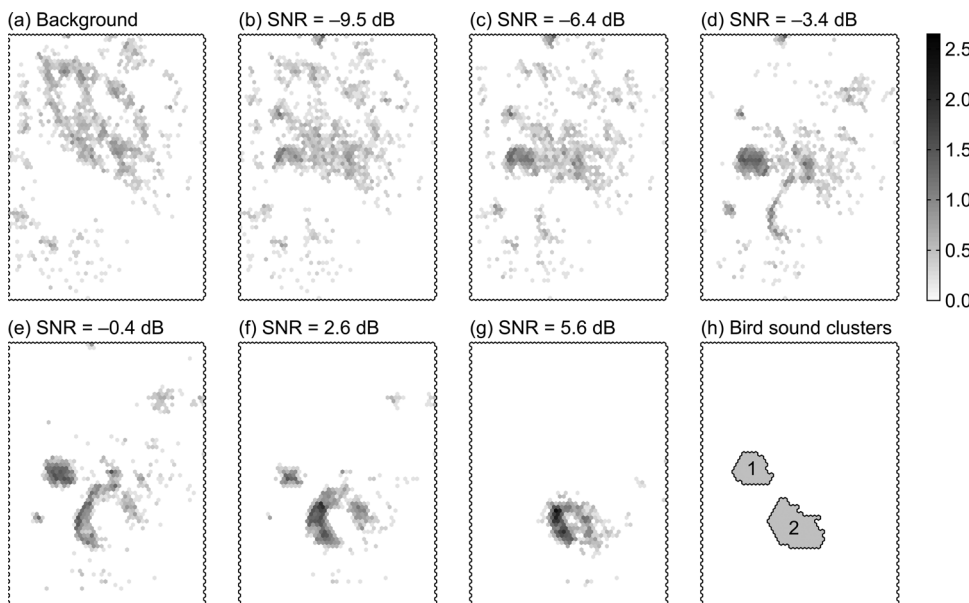 (a) Background
(b) SNR = –9.5 dB
(c) SNR = –6.4 dB
(d) SNR = –3.4 dB
2.5
2.0
1.5
1.0
0.5
0.0
(e) SNR = –0.4 dB
(f) SNR = 2.6 dB
(g) SNR = 5.6 dB
(h) Bird sound clusters
1
2